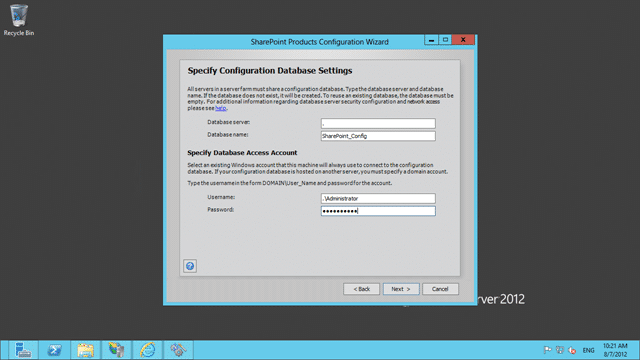 Recycle Bin
SharePoint Products Configuration Wizard
Specify Configuration Database Settings
All servers in a server farm must share a configuration database. Type the database server and database
name. If the database does not exist, it will be created. To reuse an existing database, the database must be
empty. For additional information regarding database server security configuration and network access
please see help.
Database server:
.
Database name:
SharePoint_Config
Specify Database Access Account
Select an existing Windows account that this machine will always use to connect to the configuration
database. If your configuration database is hosted on another server, you must specify a domain account.
Type the username in the form DOMAIN\User_Name and password for the account.
Username:
.\Administrator
Password:
••••••••••
< Back
Next >
Cancel
rver 2012
ENG
10:21 AM
8/7/2012